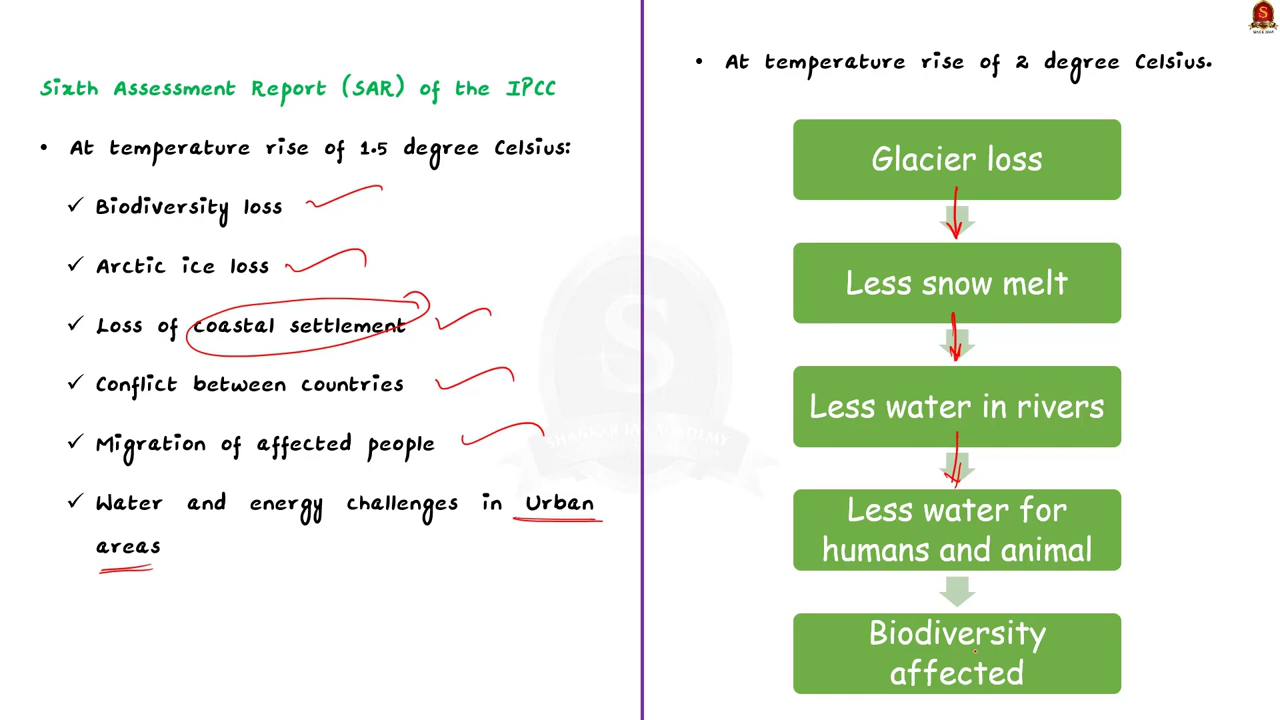 Sixth Assessment Report (SAR) of the IPCC
• At temperature rise of 1.5 degree Celsius:
✓ Biodiversity loss
✓ Arctic ice loss
✓ Loss of coastal settlement
✓ Conflict between countries
✓ Migration of affected people
✓ Water and energy challenges in Urban
areas
• At temperature rise of 2 degree Celsius.
Glacier loss
Less snow melt
Less water in rivers
Less water for
humans and animal
Biodiversity
affected
S
SHANKAR IAS ACADEMY
S